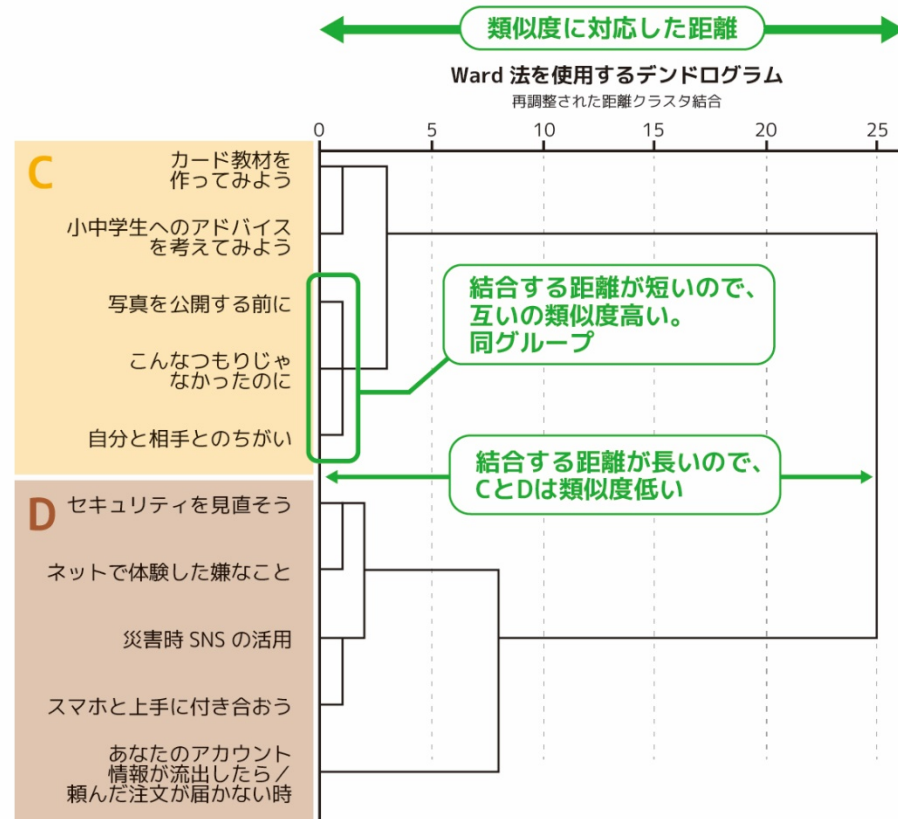 類似度に対応した距離
Ward 法を使用するデンドログラム
再調整された距離クラスタ結合
0 5 10 15 20 25
C
カード教材を
作ってみよう
小中学生へのアドバイス
を考えてみよう
写真を公開する前に
こんなつもりじゃ
なかったのに
自分と相手とのちがい
結合する距離が短いので、
互いの類似度高い。
同グループ
結合する距離が長いので、
CとDは類似度低い
D
セキュリティを見直そう
ネットで体験した嫌なこと
災害時 SNS の活用
スマホと上手に付き合おう
あなたのアカウント
情報が流出したら/
頼んだ注文が届かない時